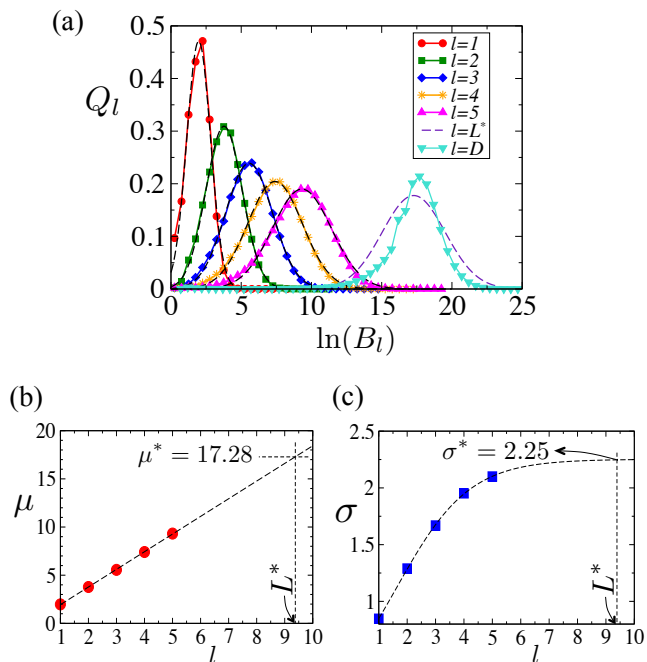 (a)
0.5
0.4
0.3
0.2
0.1
0
Q_l
l=1
l=2
l=3
l=4
l=5
l=L*
l=D
0 5 10 15 20 25
ln(B_l)
(b)
20
15
10
5
0
μ
μ* = 17.28
L*
1 2 3 4 5 6 7 8 9 10
l
(c)
2.5
2
1.5
1
σ
σ* = 2.25
L*
1 2 3 4 5 6 7 8 9 10
l